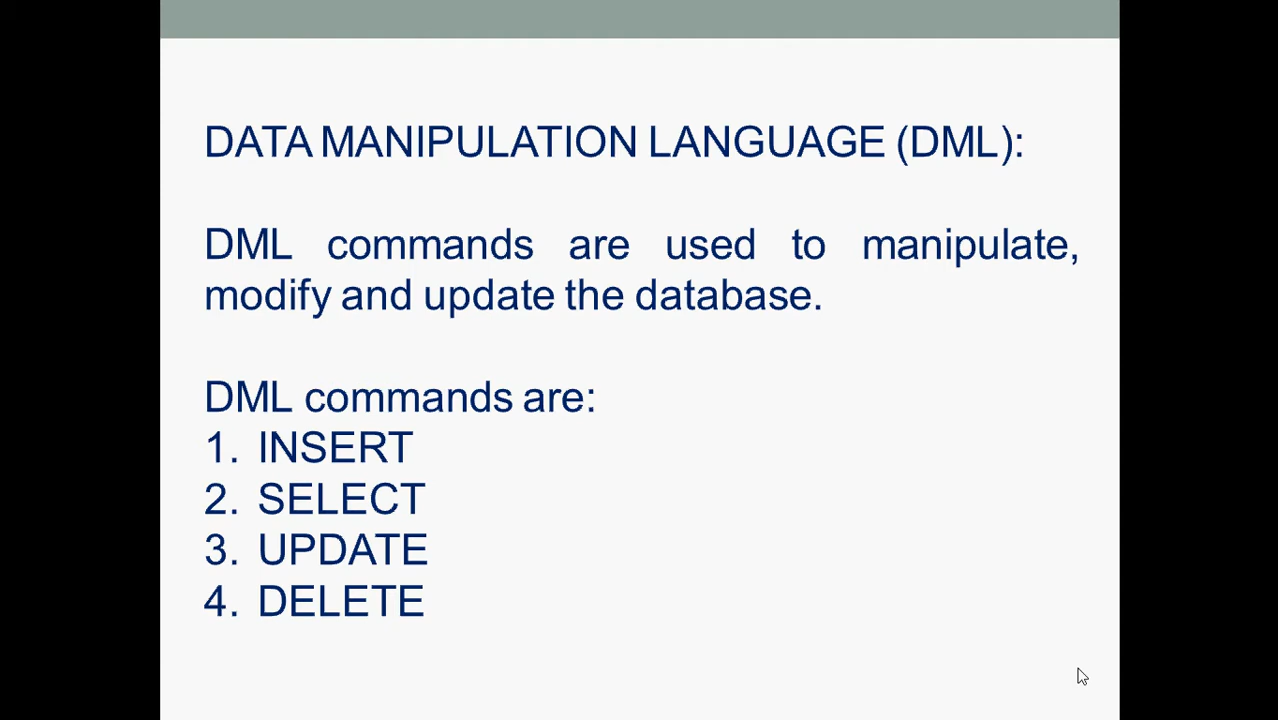 DATA MANIPULATION LANGUAGE (DML):
DML commands are used to manipulate,
modify and update the database.
DML commands are:
1. INSERT
2. SELECT
3. UPDATE
4. DELETE